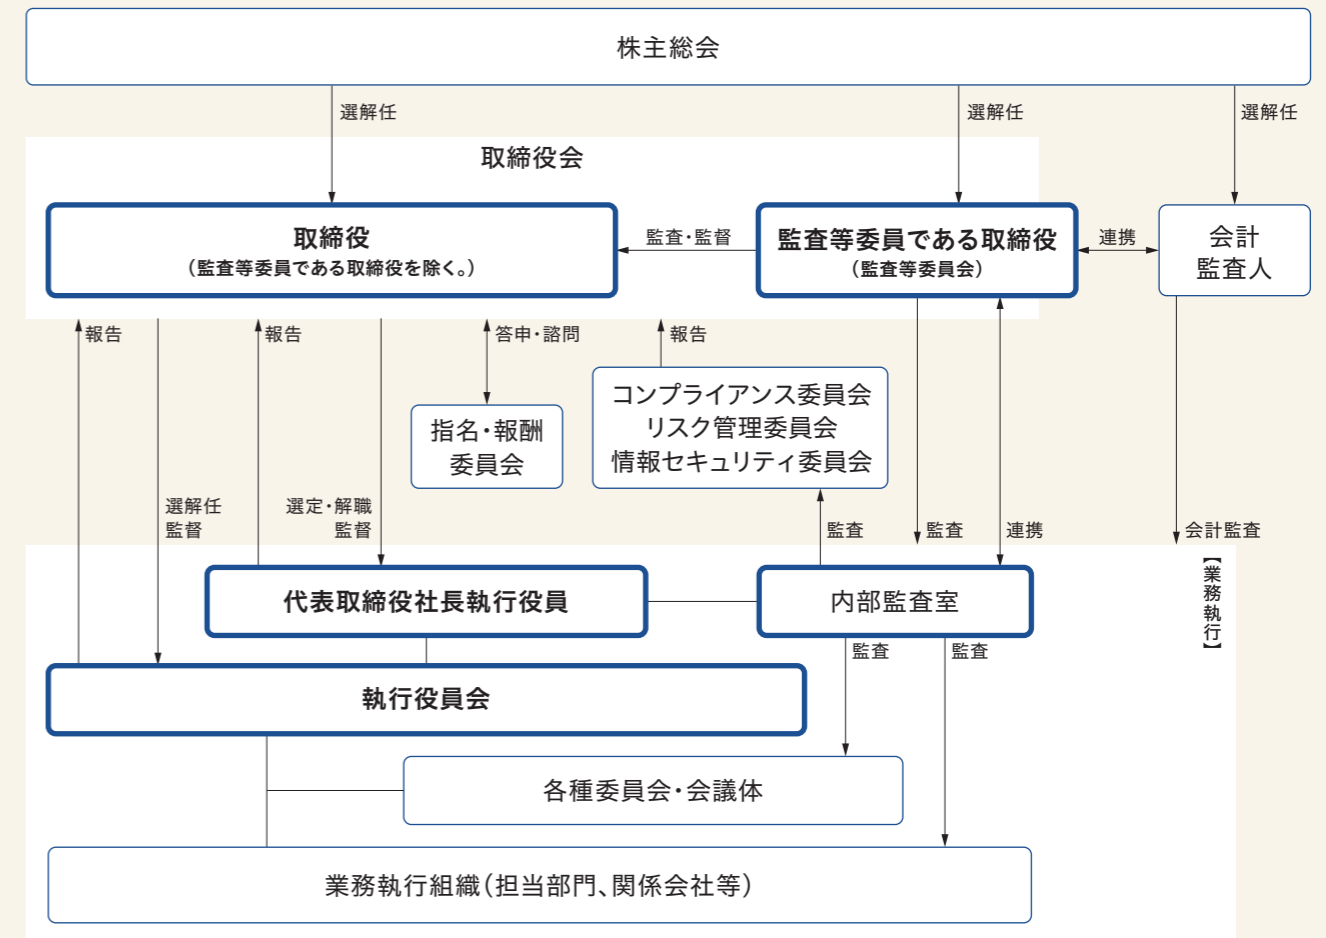 株主総会
選解任
選解任
選解任
取締役会
取締役
（監査等委員である取締役を除く。）
監査・監督
監査等委員である取締役
（監査等委員会）
連携
会計
監査人
報告
報告
答申・諮問
報告
指名・報酬
委員会
コンプライアンス委員会
リスク管理委員会
情報セキュリティ委員会
選解任
監督
選定・解職
監督
監査
監査
連携
会計監査
【業務執行】
代表取締役社長執行役員
内部監査室
監査
監査
執行役員会
各種委員会・会議体
業務執行組織（担当部門、関係会社等）